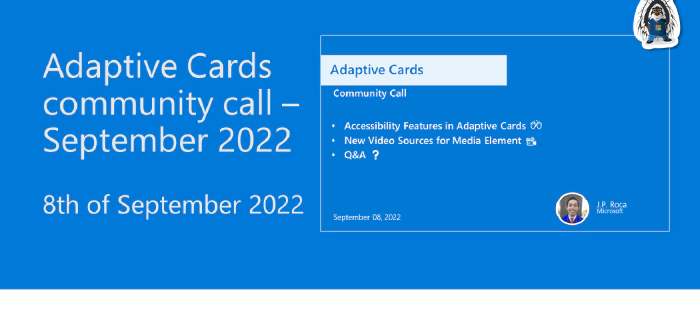 Adaptive Cards
community call –
September 2022
8th of September 2022
Adaptive Cards
Community Call
• Accessibility Features in Adaptive Cards
• New Video Sources for Media Element
• Q&A ❓
September 08, 2022
J.P. Roca
Microsoft